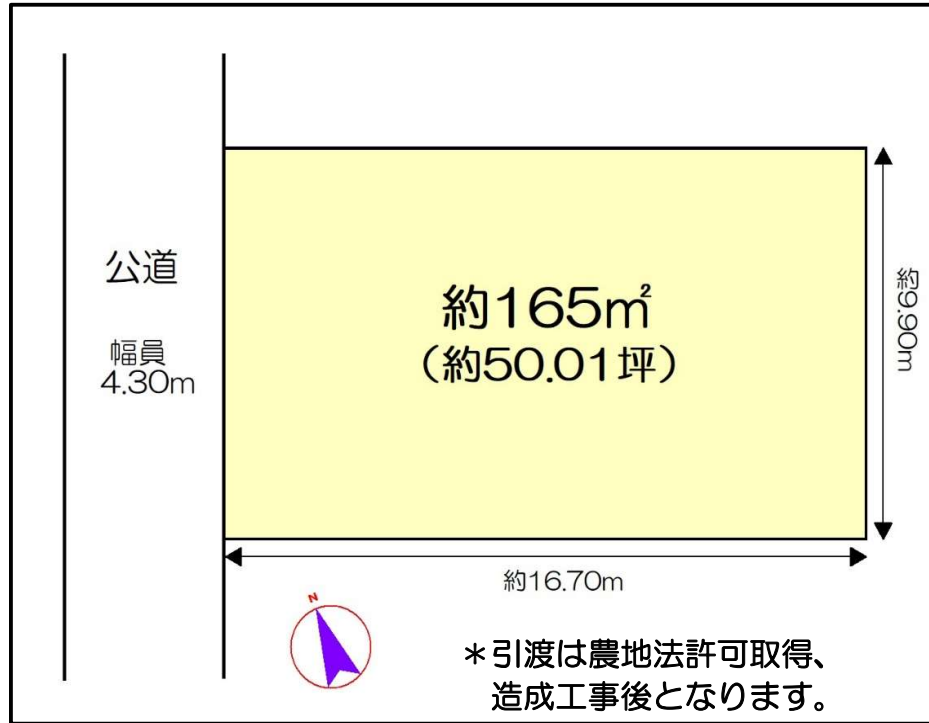 公道
幅員
4.30m
約165㎡
(約50.01坪)
約9.90m
約16.70m
N
*引渡は農地法許可取得、
造成工事後となります。